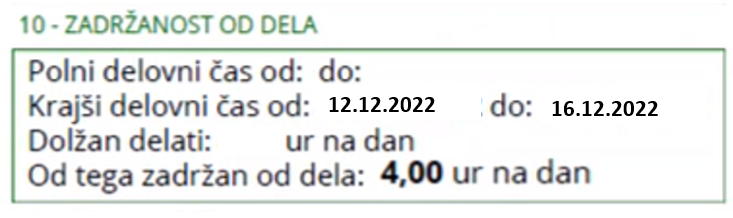 10 - ZADRŽANOST OD DELA
Polni delovni čas od: do:
Krajši delovni čas od: 12.12.2022 do: 16.12.2022
Dolžan delati: ur na dan
Od tega zadržan od dela: 4,00 ur na dan